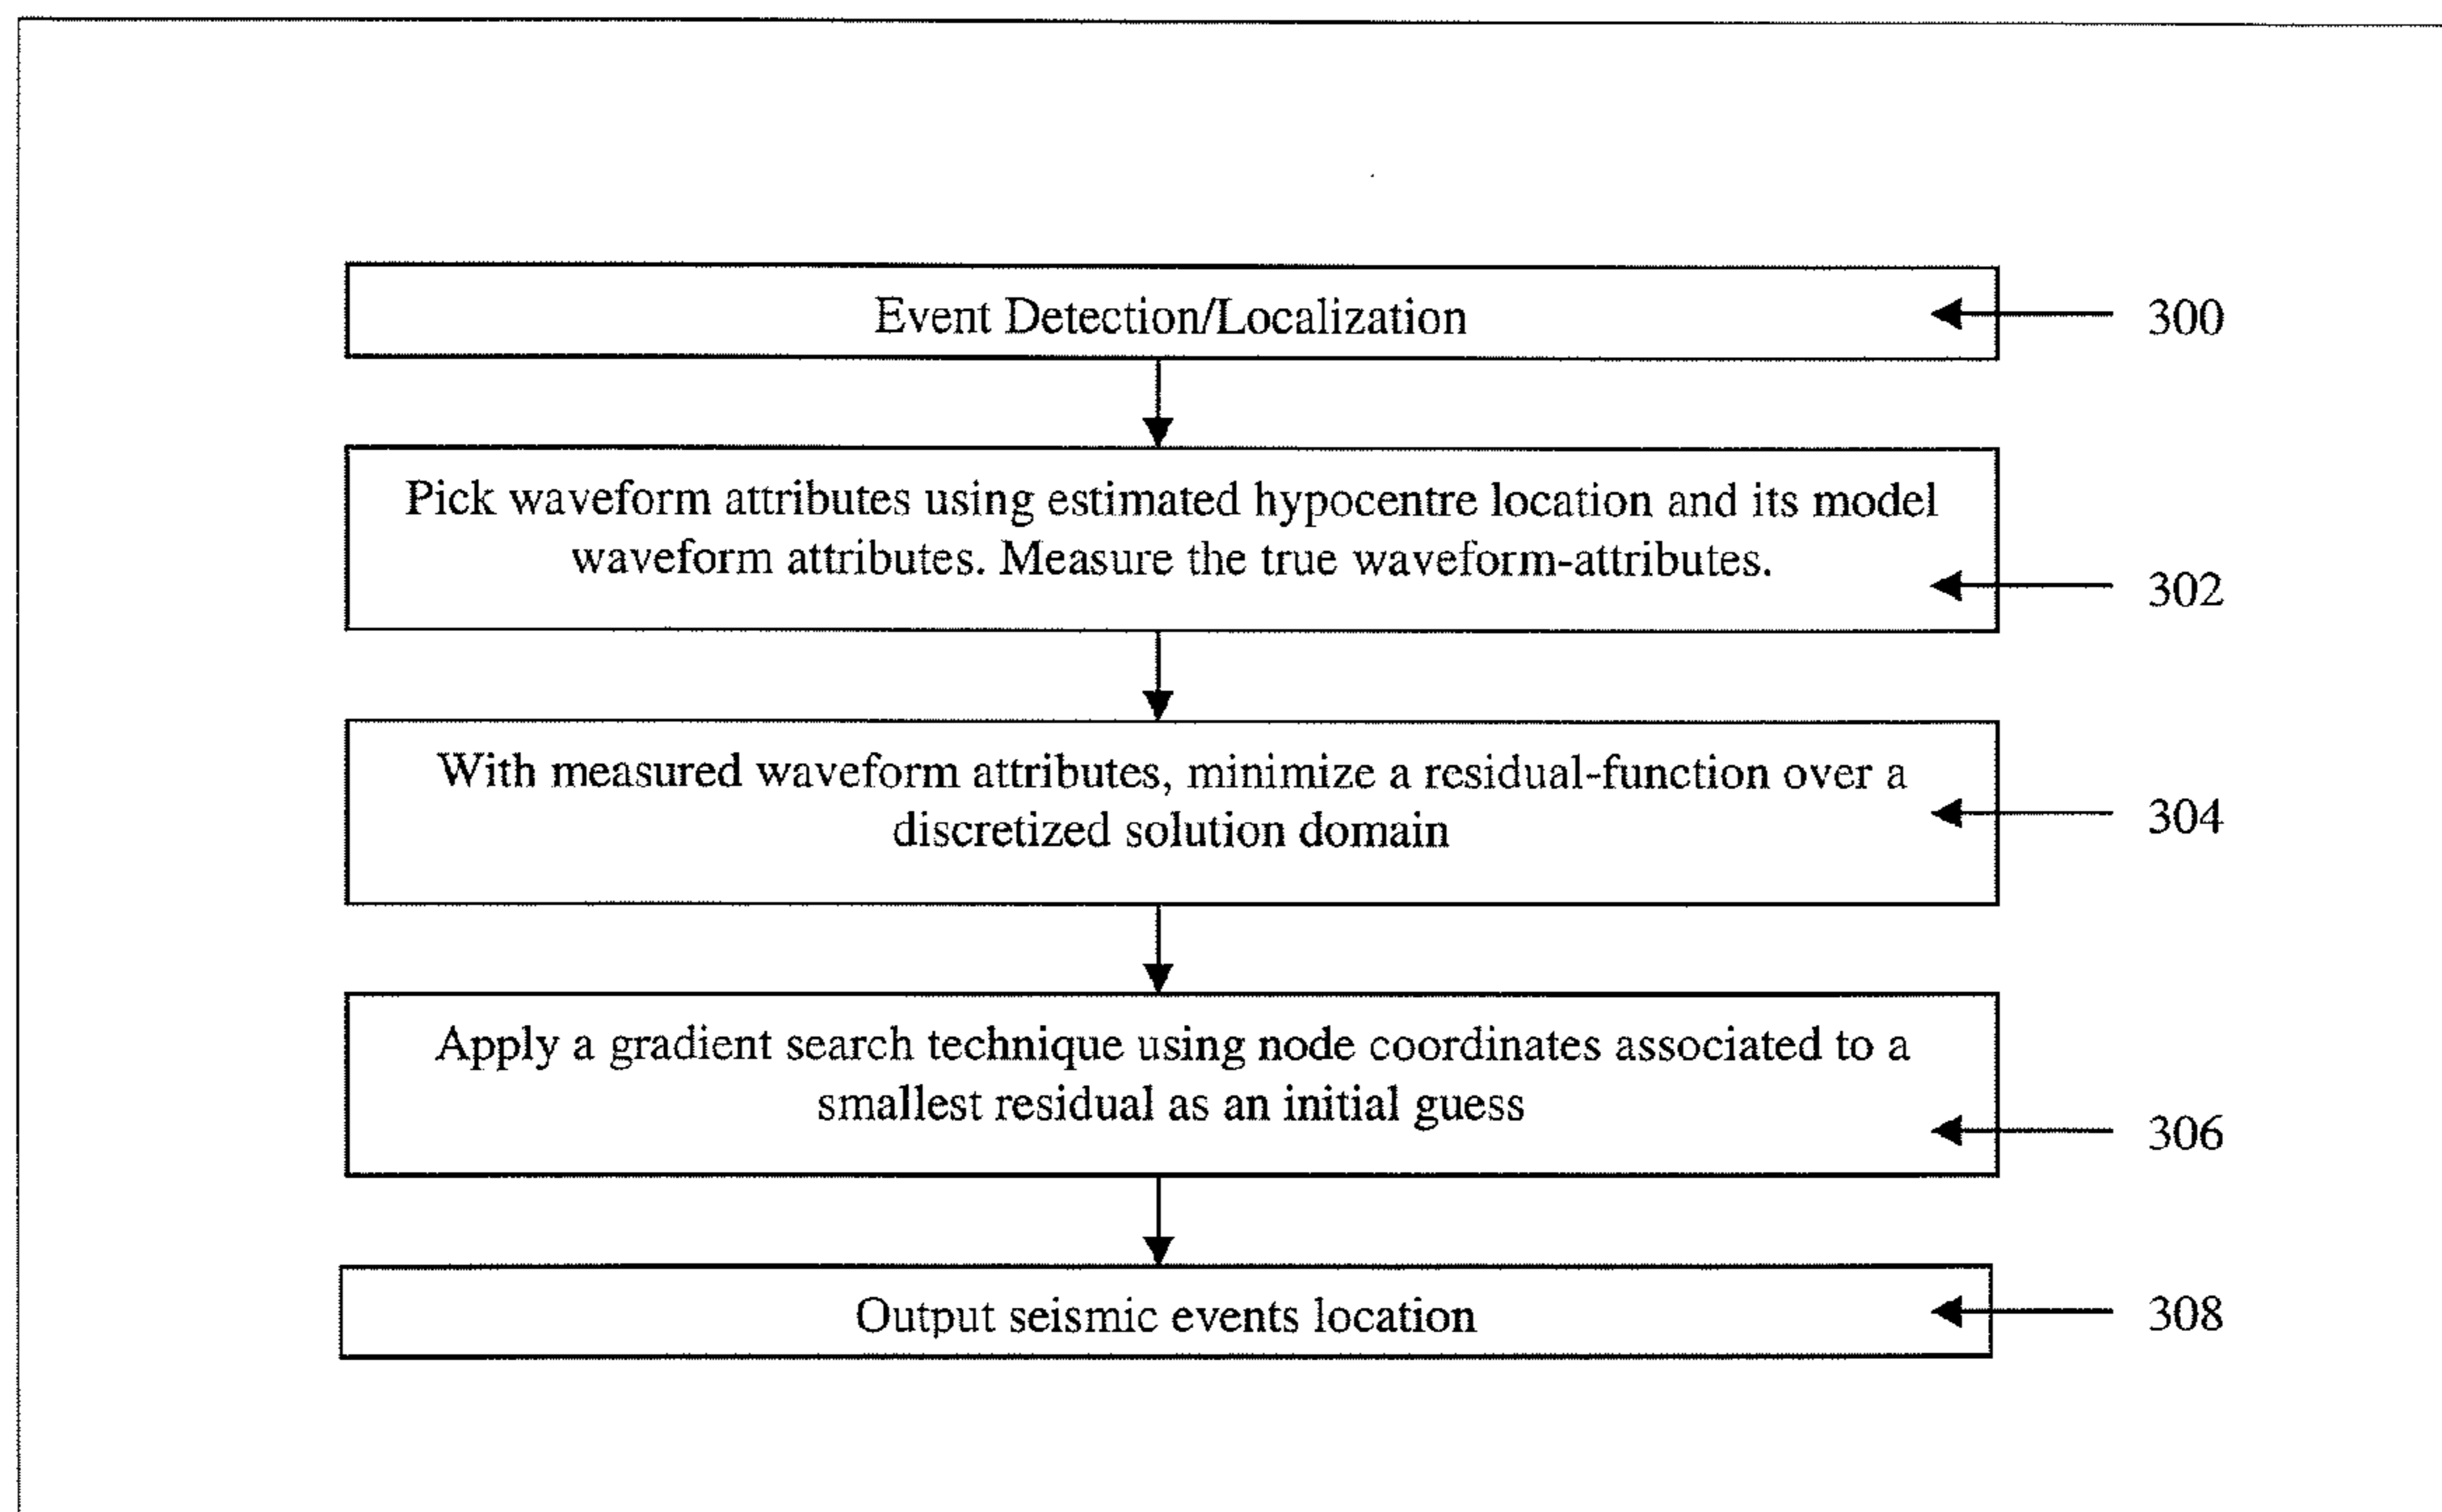 Event Detection/Localization
300
Pick waveform attributes using estimated hypocentre location and its model
waveform attributes. Measure the true waveform-attributes.
302
With measured waveform attributes, minimize a residual-function over a
discretized solution domain
304
Apply a gradient search technique using node coordinates associated to a
smallest residual as an initial guess
306
Output seismic events location
308